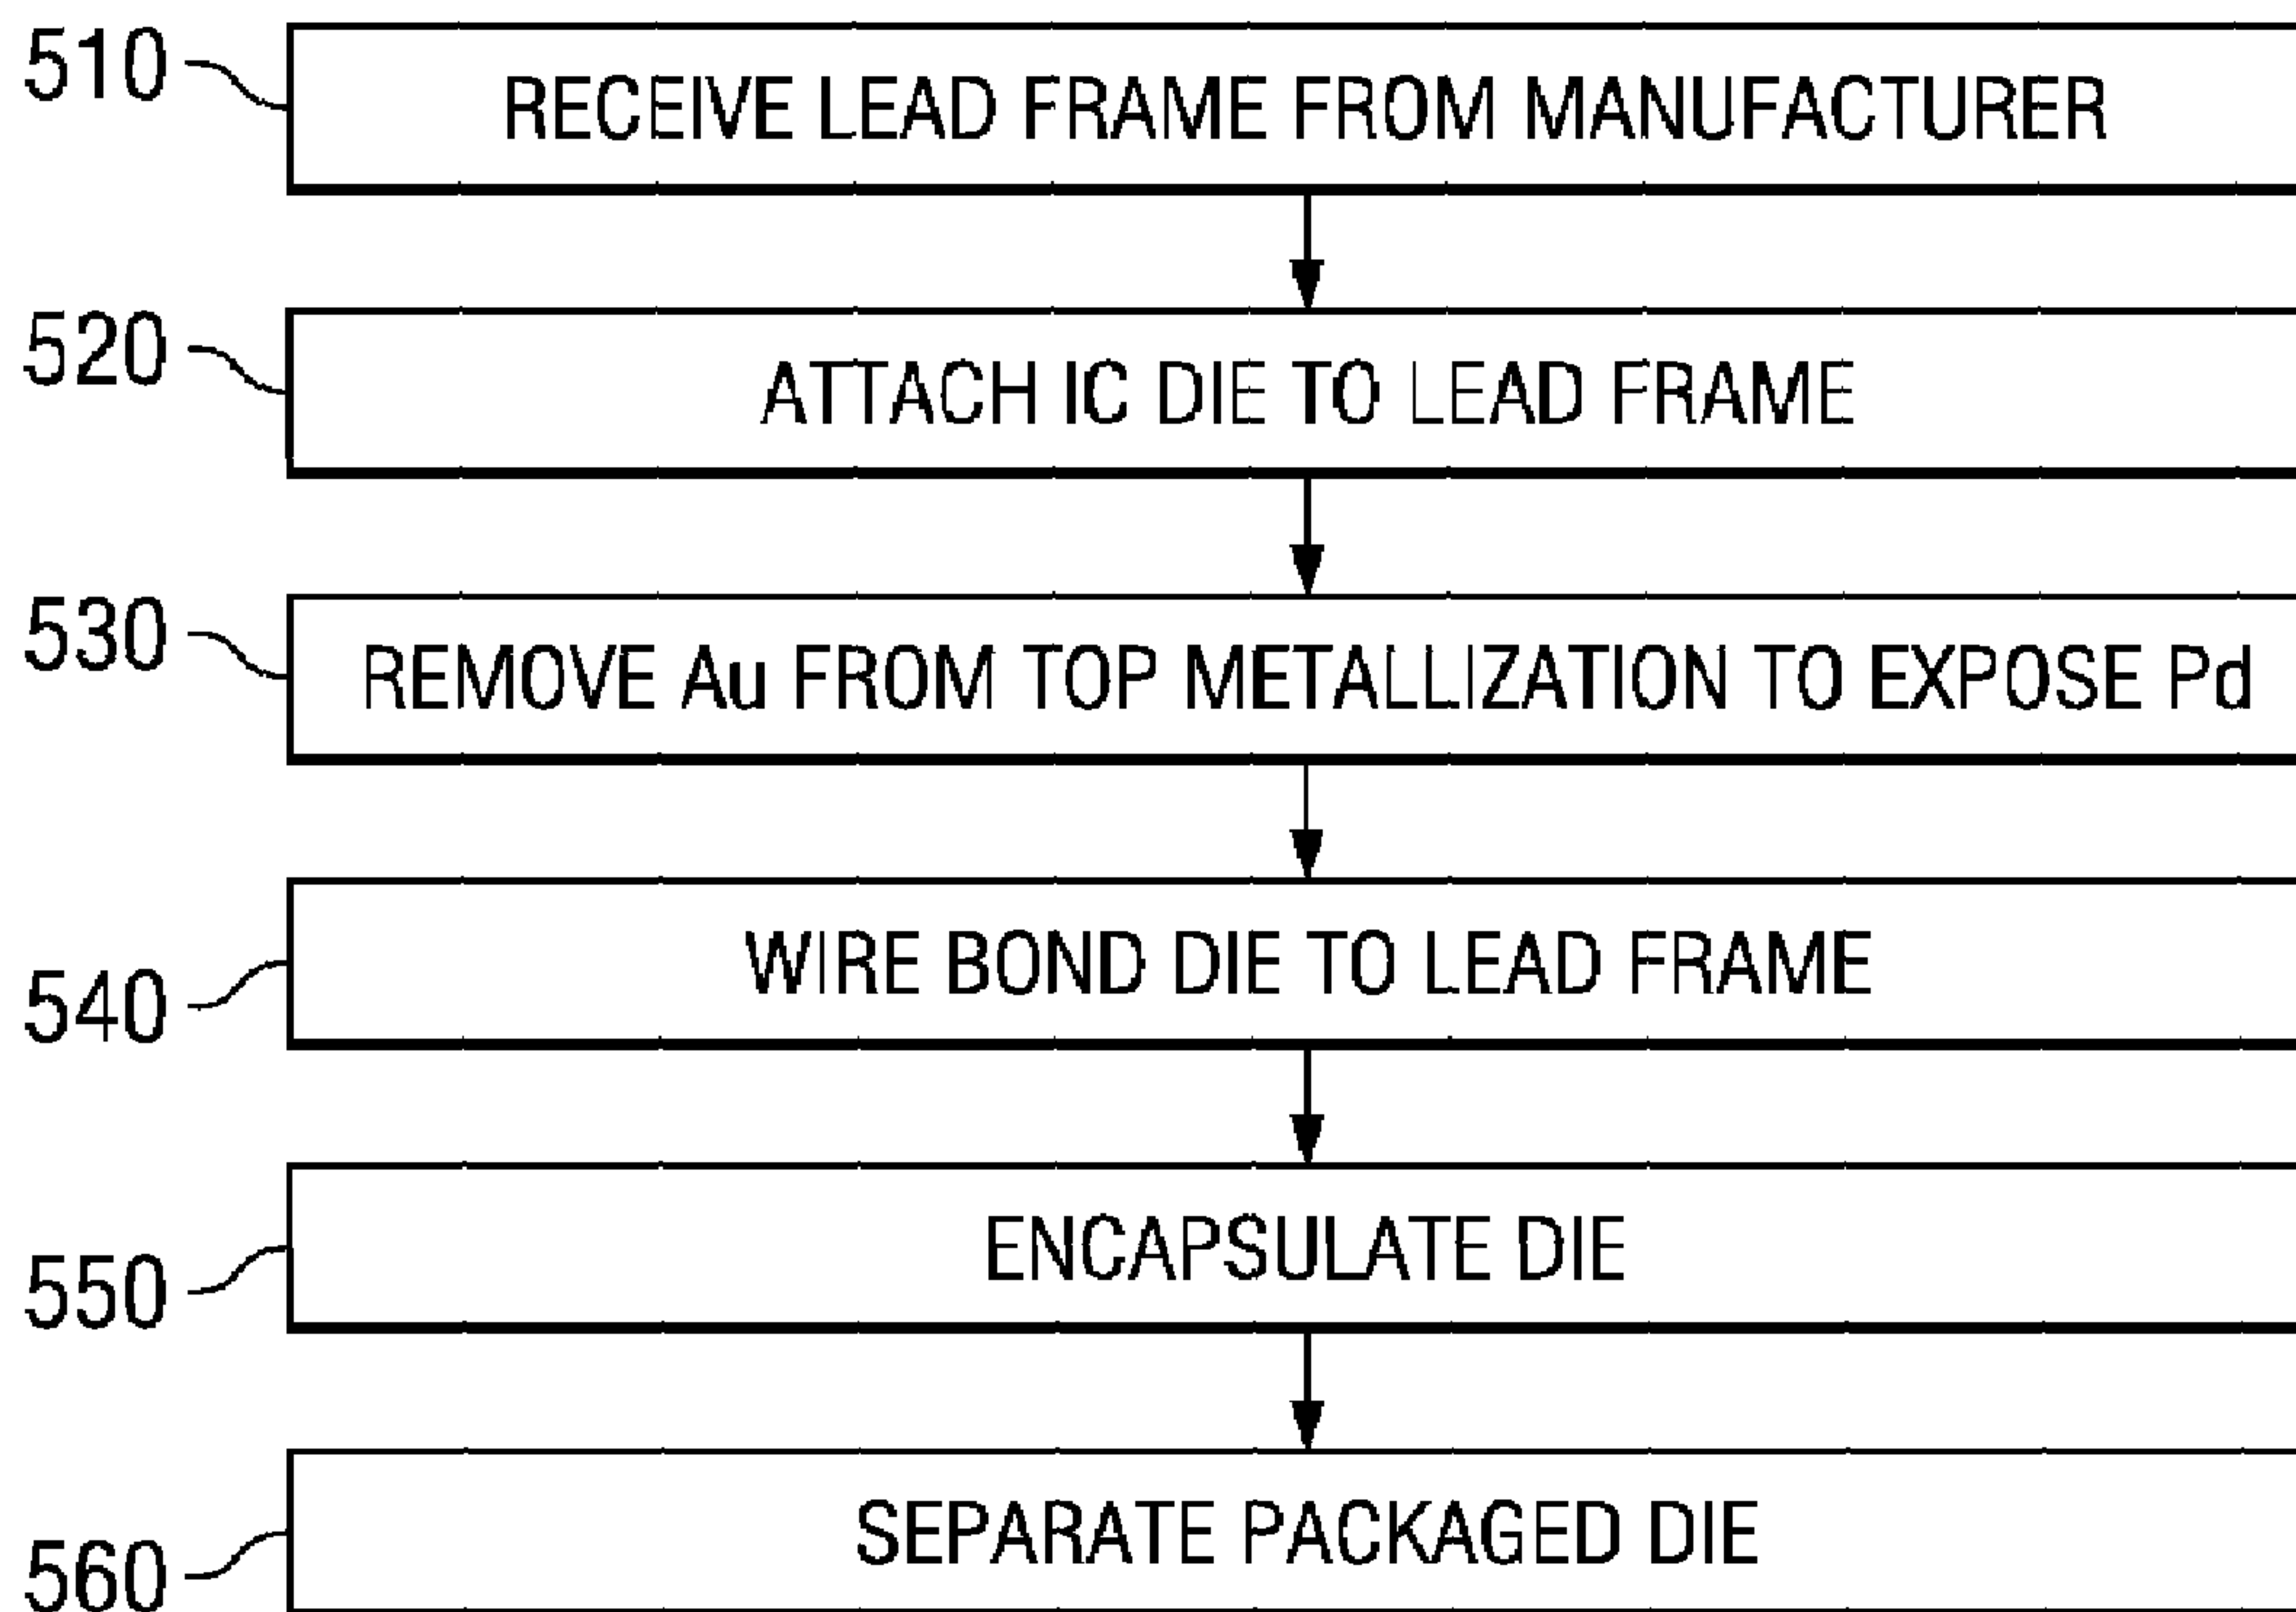 510
RECEIVE LEAD FRAME FROM MANUFACTURER
520
ATTACH IC DIE TO LEAD FRAME
530
REMOVE Au FROM TOP METALLIZATION TO EXPOSE Pd
540
WIRE BOND DIE TO LEAD FRAME
550
ENCAPSULATE DIE
560
SEPARATE PACKAGED DIE